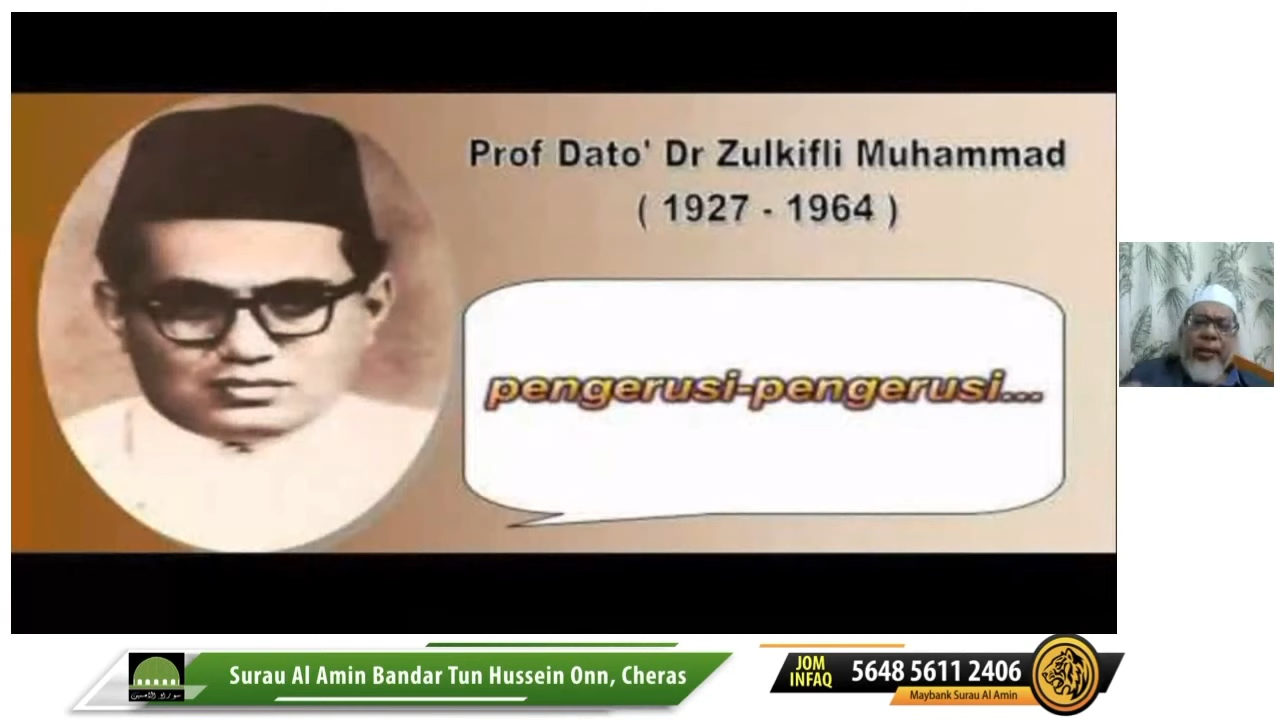 Prof Dato' Dr Zulkifli Muhammad
( 1927 - 1964 )
pengerusi-pengerusi...
Surau Al Amin Bandar Tun Hussein Onn, Cheras
JOM
INFAQ
5648 5611 2406
Maybank Surau Al Amin